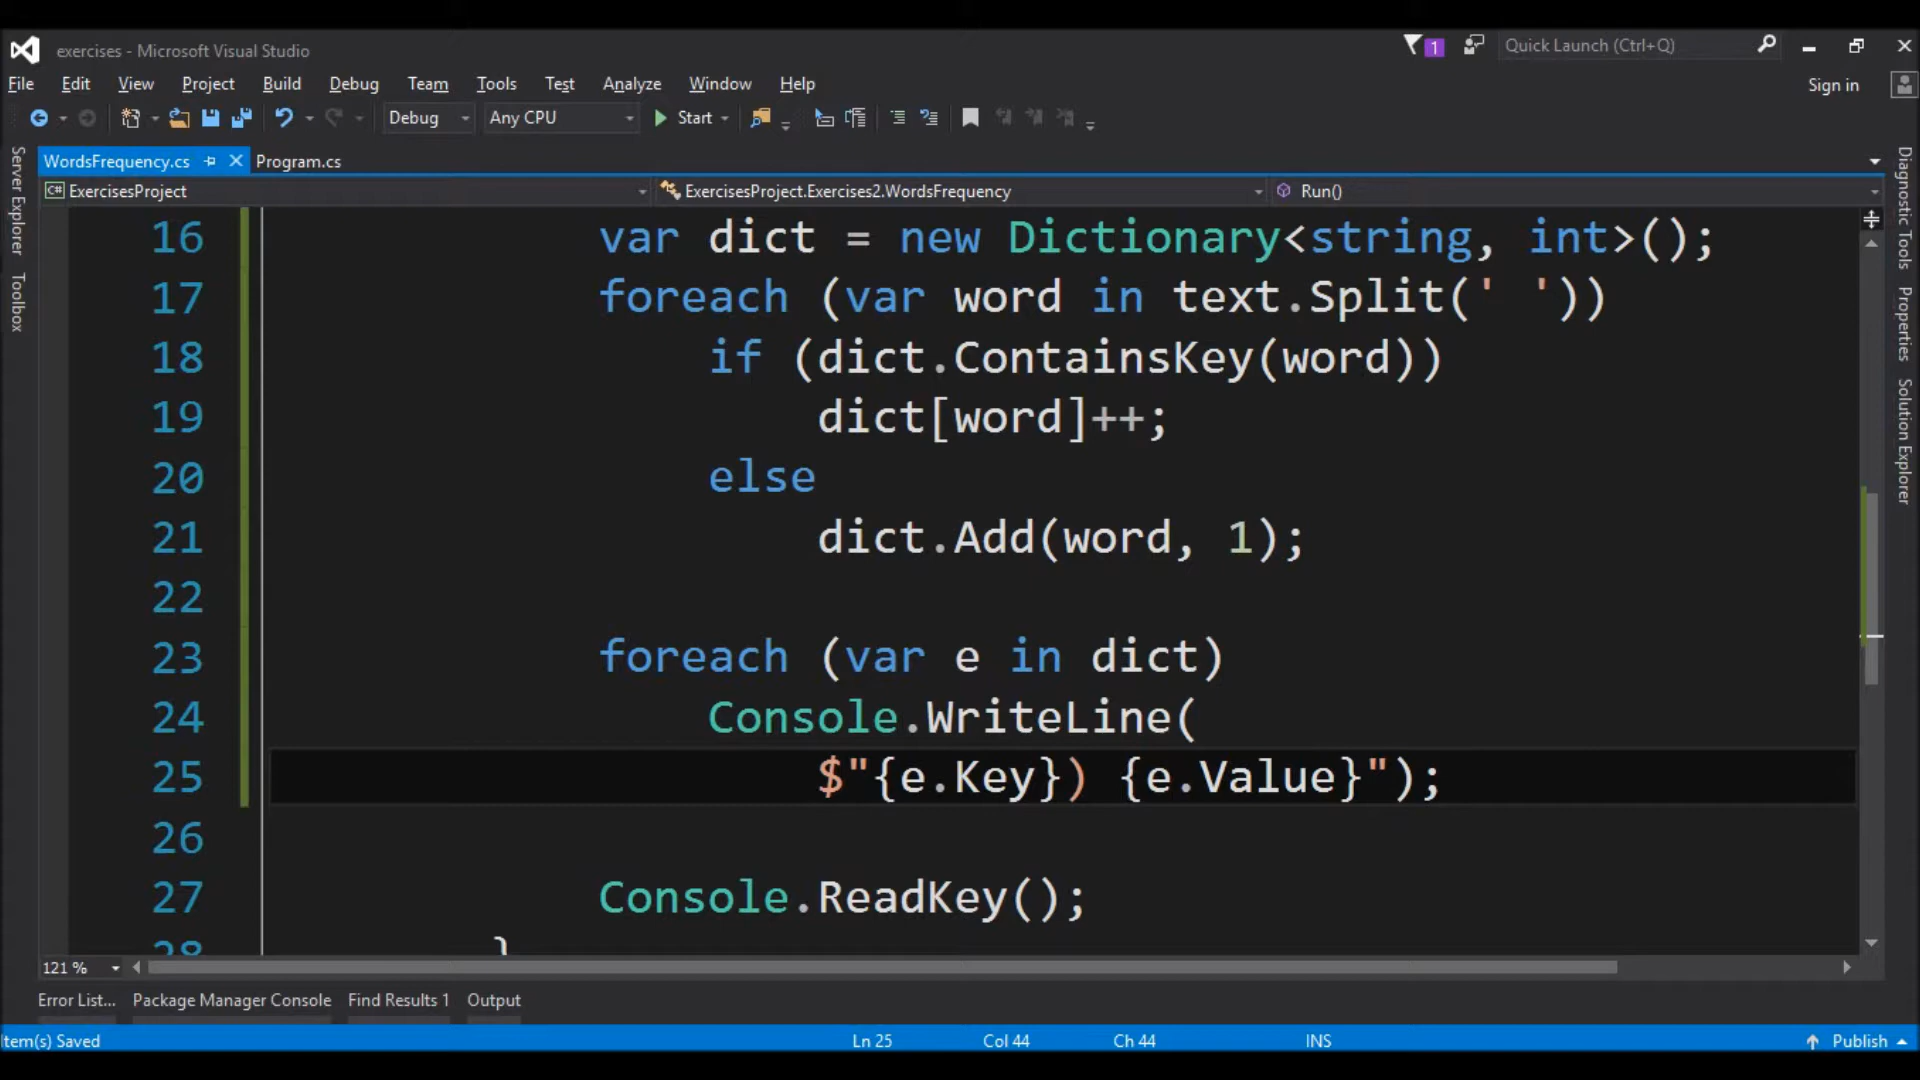 exercises - Microsoft Visual Studio
1
Quick Launch (Ctrl+Q)
File Edit View Project Build Debug Team Tools Test Analyze Window Help
Sign in
Debug Any CPU Start
WordsFrequency.cs Program.cs
C# ExercisesProject ExercisesProject.Exercises2.WordsFrequency Run()
Server Explorer
Toolbox
16 var dict = new Dictionary<string, int>();
17 foreach (var word in text.Split(' '))
18 if (dict.ContainsKey(word))
19 dict[word]++;
20 else
21 dict.Add(word, 1);
22
23 foreach (var e in dict)
24 Console.WriteLine(
25 $"{e.Key}) {e.Value}");
26
27 Console.ReadKey();
28 }
Diagnostic Tools
Properties
Solution Explorer
121 %
Error List... Package Manager Console Find Results 1 Output
Item(s) Saved Ln 25 Col 44 Ch 44 INS Publish